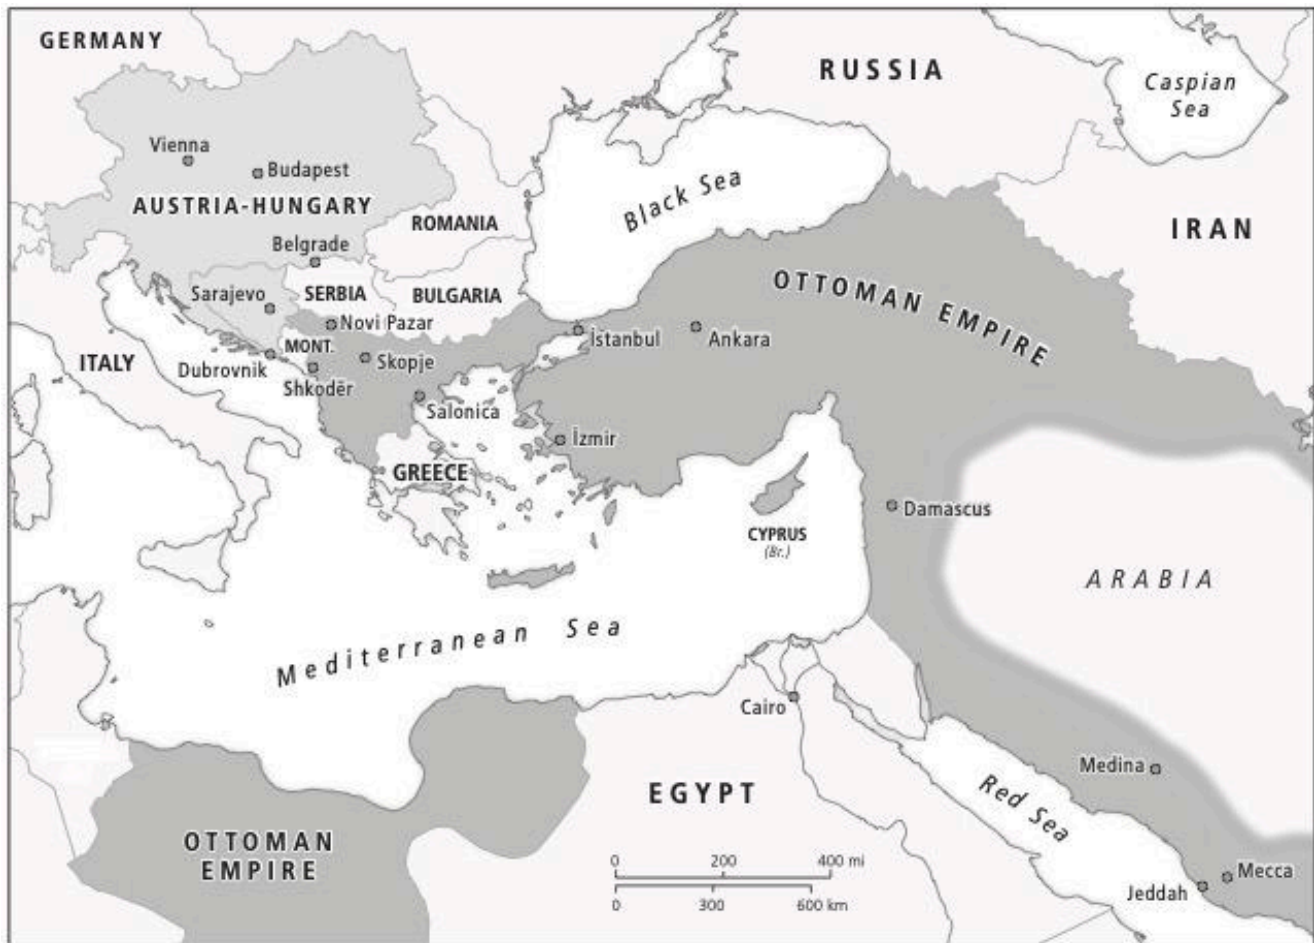 GERMANY
RUSSIA
Caspian
Sea
Vienna
Budapest
AUSTRIA-HUNGARY
Black Sea
ROMANIA
IRAN
Belgrade
Sarajevo
SERBIA
BULGARIA
OTTOMAN EMPIRE
Novi Pazar
İstanbul
Ankara
MONT.
ITALY
Skopje
Dubrovnik
Shkodër
Salonica
İzmir
GREECE
Damascus
CYPRUS
(Br.)
ARABIA
Mediterranean Sea
Cairo
Medina
EGYPT
Red Sea
OTTOMAN
EMPIRE
0 200 400 mi
0 300 600 km
Mecca
Jeddah